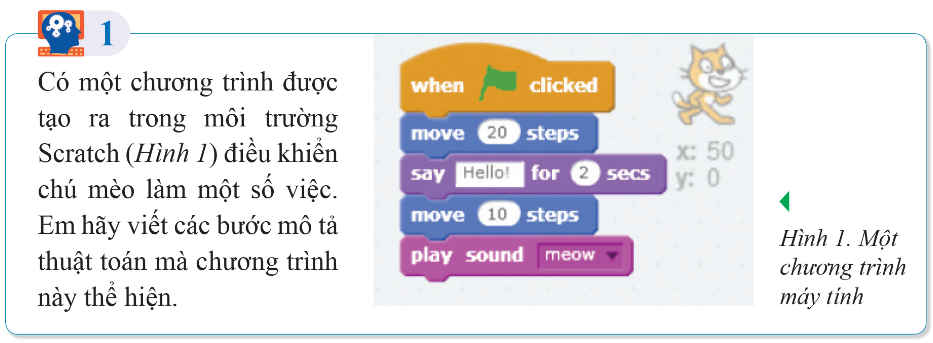 1
Có một chương trình được
tạo ra trong môi trường
Scratch (Hình 1) điều khiển
chú mèo làm một số việc.
Em hãy viết các bước mô tả
thuật toán mà chương trình
này thể hiện.
when clicked
move 20 steps
say Hello! for 2 secs
move 10 steps
play sound meow
x: 50
y: 0
Hình 1. Một
chương trình
máy tính